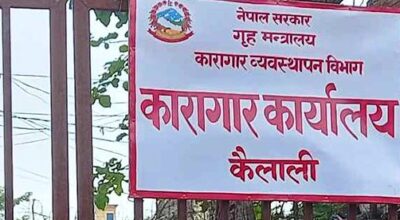 नेपाल सरकार
गृह मन्त्रालय
कारागार व्यवस्थापन विभाग
कारागार कार्यालय
कैलाली